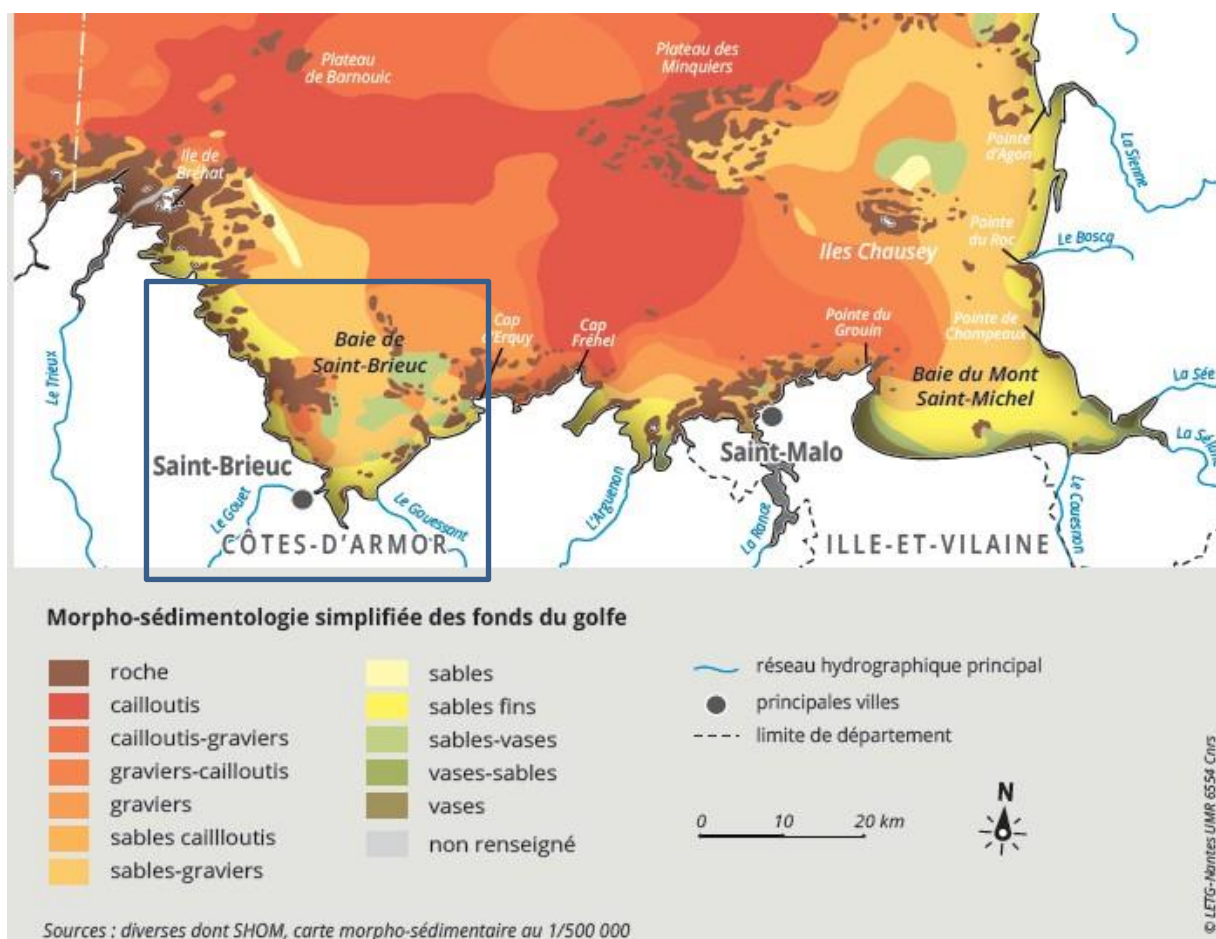 Plateau
de Barnouic
Plateau des
Minquiers
Pointe
d'Agon
La Sienne
Ile de
Bréhat
Pointe
du Roc
Le Boscq
Iles Chausey
Le Trieux
Cap
d'Erquy
Cap
Fréhel
Pointe du
Grouin
Pointe de
Champeaux
Baie de
Saint-Brieuc
Baie du Mont
Saint-Michel
La Sée
La Sélune
Saint-Brieuc
Saint-Malo
Le Gouet
Le Gouessant
L'Arguenon
La Rance
Le Couesnon
CÔTES-D'ARMOR
ILLE-ET-VILAINE
Morpho-sédimentologie simplifiée des fonds du golfe
roche
cailloutis
cailloutis-graviers
graviers-cailloutis
graviers
sables caillloutis
sables-graviers
sables
sables fins
sables-vases
vases-sables
vases
non renseigné
réseau hydrographique principal
principales villes
limite de département
0 10 20 km
N
© LETG-Nantes UMR 6554 Cnrs
Sources : diverses dont SHOM, carte morpho-sédimentaire au 1/500 000